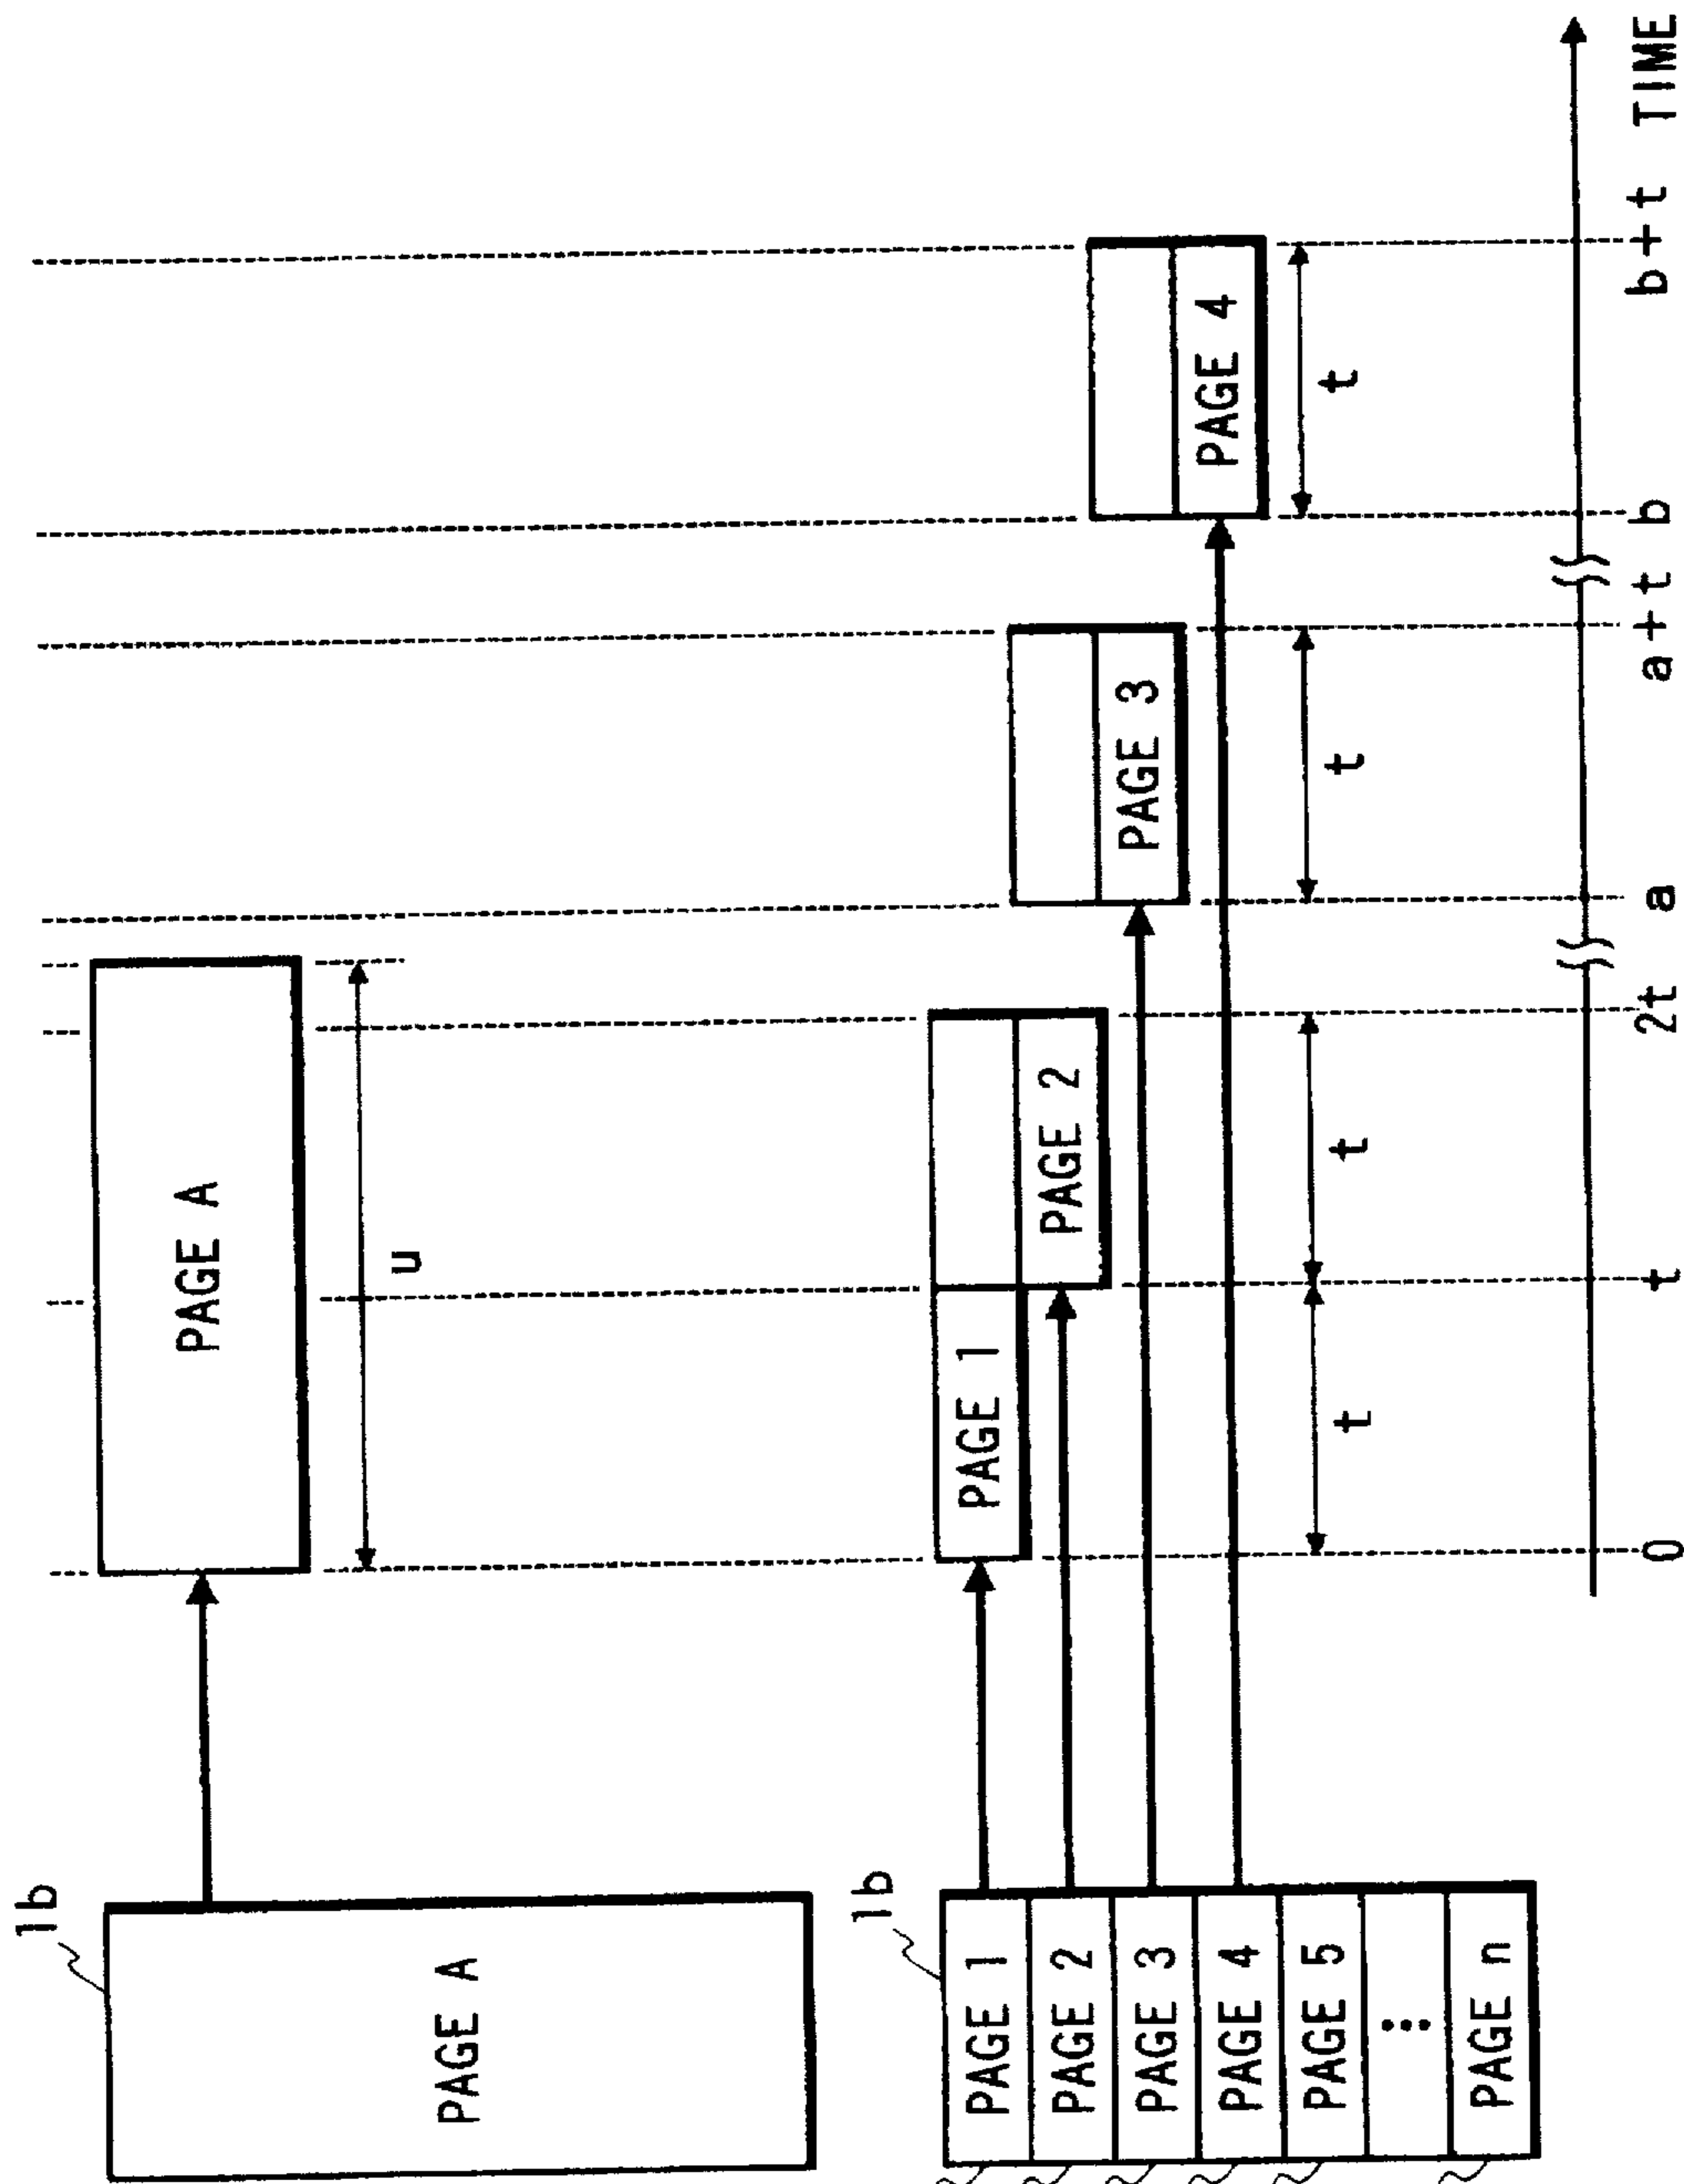 1b
PAGE A
PAGE A
u
1b
PAGE 1
PAGE 2
PAGE 3
PAGE 4
PAGE 5
PAGE n
PAGE 1
PAGE 2
PAGE 3
PAGE 4
t
t
t
t
0
t
2t
a
a+t
b
b+t
TIME